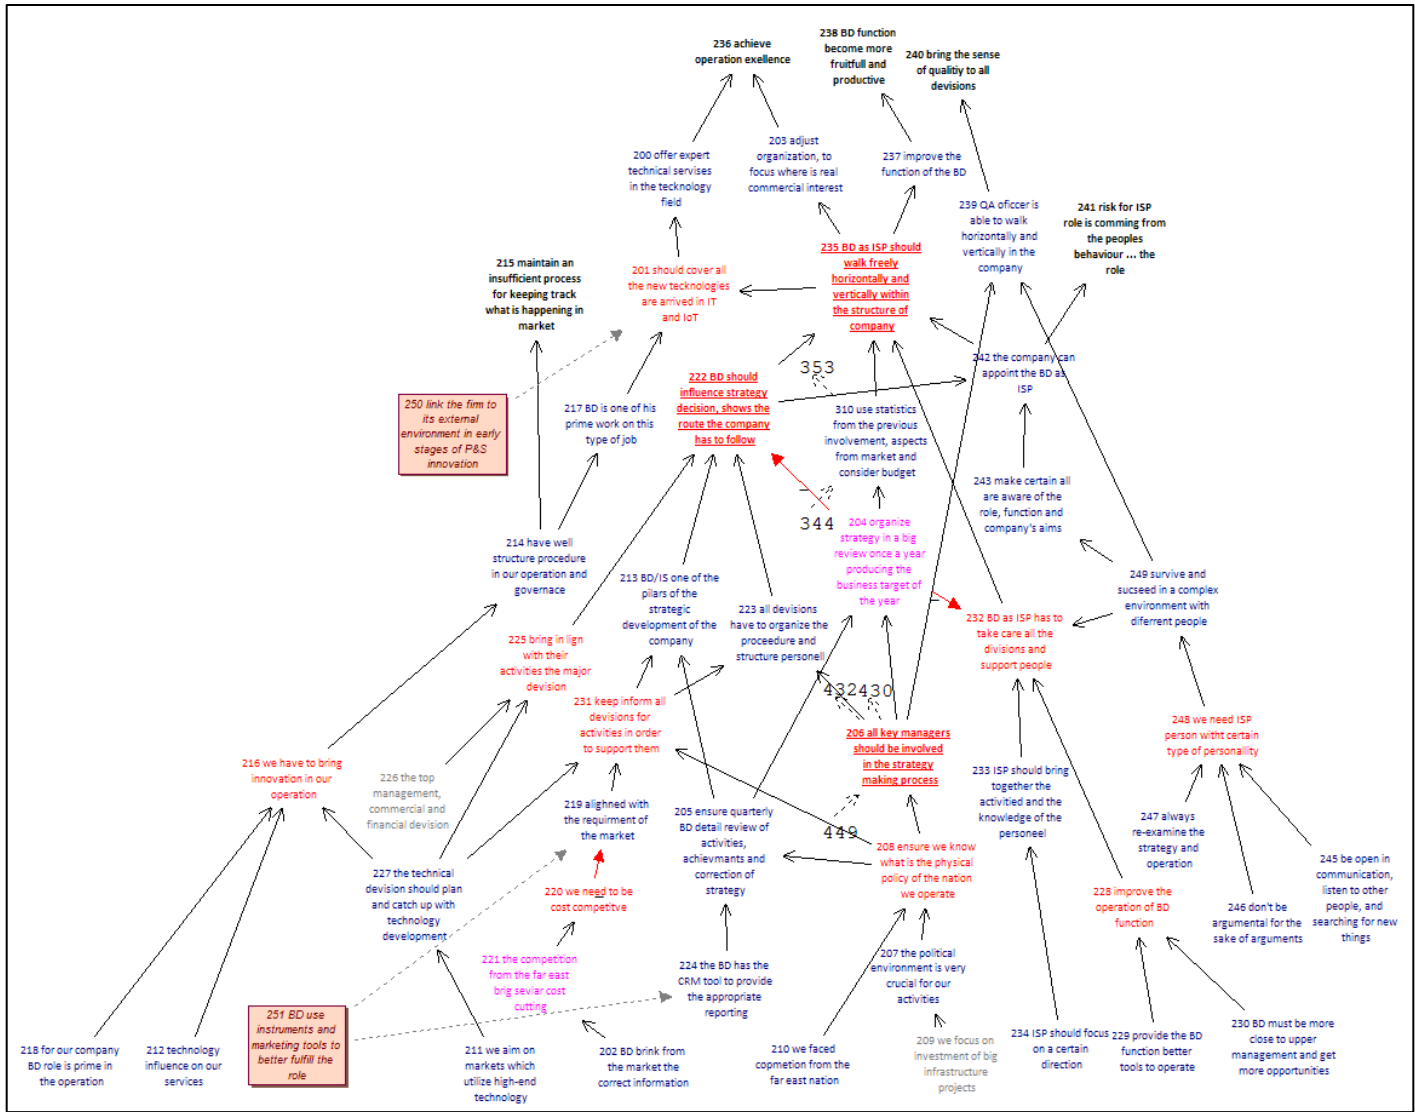 236 achieve
operation exellence
238 BD function
become more
fruitfull and
productive
240 bring the sense
of qualitiy to all
devisions
200 offer expert
technical servises
in the tecknology
field
203 adjust
organization, to
focus where is real
commercial interest
237 improve the
function of the BD
239 QA oficcer is
able to walk
horizontally and
vertically in the
company
241 risk for ISP
role is comming from
the peoples
behaviour ... the
role
215 maintain an
insufficient process
for keeping track
what is happening in
market
201 should cover all
the new tecknologies
are arrived in IT
and IoT
235 BD as ISP should
walk freely
horizontally and
vertically within
the structure of
company
250 link the firm to
its external
environment in early
stages of P&S
innovation
217 BD is one of his
prime work on this
type of job
222 BD should
influence strategy
decision, shows the
route the company
has to follow
353
242 the company can
appoint the BD as
ISP
310 use statistics
from the previous
involvement, aspects
from market and
consider budget
243 make certain all
are aware of the
role, function and
company's aims
344
204 organize
strategy in a big
review once a year
producing the
business target of
the year
214 have well
structure procedure
in our operation and
governace
213 BD/IS one of the
pilars of the
strategic
development of the
company
223 all devisions
have to organize the
proceedure and
structure personell
249 survive and
sucseed in a complex
environment with
diferrent people
232 BD as ISP has to
take care all the
divisions and
support people
225 bring in lign
with their
activities the major
devision
231 keep inform all
devisions for
activities in order
to support them
432
430
206 all key managers
should be involved
in the strategy
making process
248 we need ISP
person witht certain
type of personallity
216 we have to bring
innovation in our
operation
226 the top
management,
commercial and
financial devision
219 alighned with
the requirment of
the market
205 ensure quarterly
BD detail review of
activities,
achievmants and
correction of
strategy
449
208 ensure we know
what is the physical
policy of the nation
we operate
233 ISP should bring
together the
activitied and the
knowledge of the
personeel
247 always
re-examine the
strategy and
operation
245 be open in
communication,
listen to other
people, and
searching for new
things
227 the technical
devision should plan
and catch up with
technology
development
220 we need to be
cost competitve
228 improve the
operation of BD
function
246 don't be
argumental for the
sake of arguments
221 the competition
from the far east
brig seviar cost
cutting
224 the BD has the
CRM tool to provide
the appropriate
reporting
207 the political
environment is very
crucial for our
activities
251 BD use
instruments and
marketing tools to
better fulfill the
role
218 for our company
BD role is prime in
the operation
212 technology
influence on our
services
211 we aim on
markets which
utilize high-end
technology
202 BD brink from
the market the
correct information
210 we faced
copmetion from the
far east nation
209 we focus on
investment of big
infrastructure
projects
234 ISP should focus
on a certain
direction
229 provide the BD
function better
tools to operate
230 BD must be more
close to upper
management and get
more opportunities